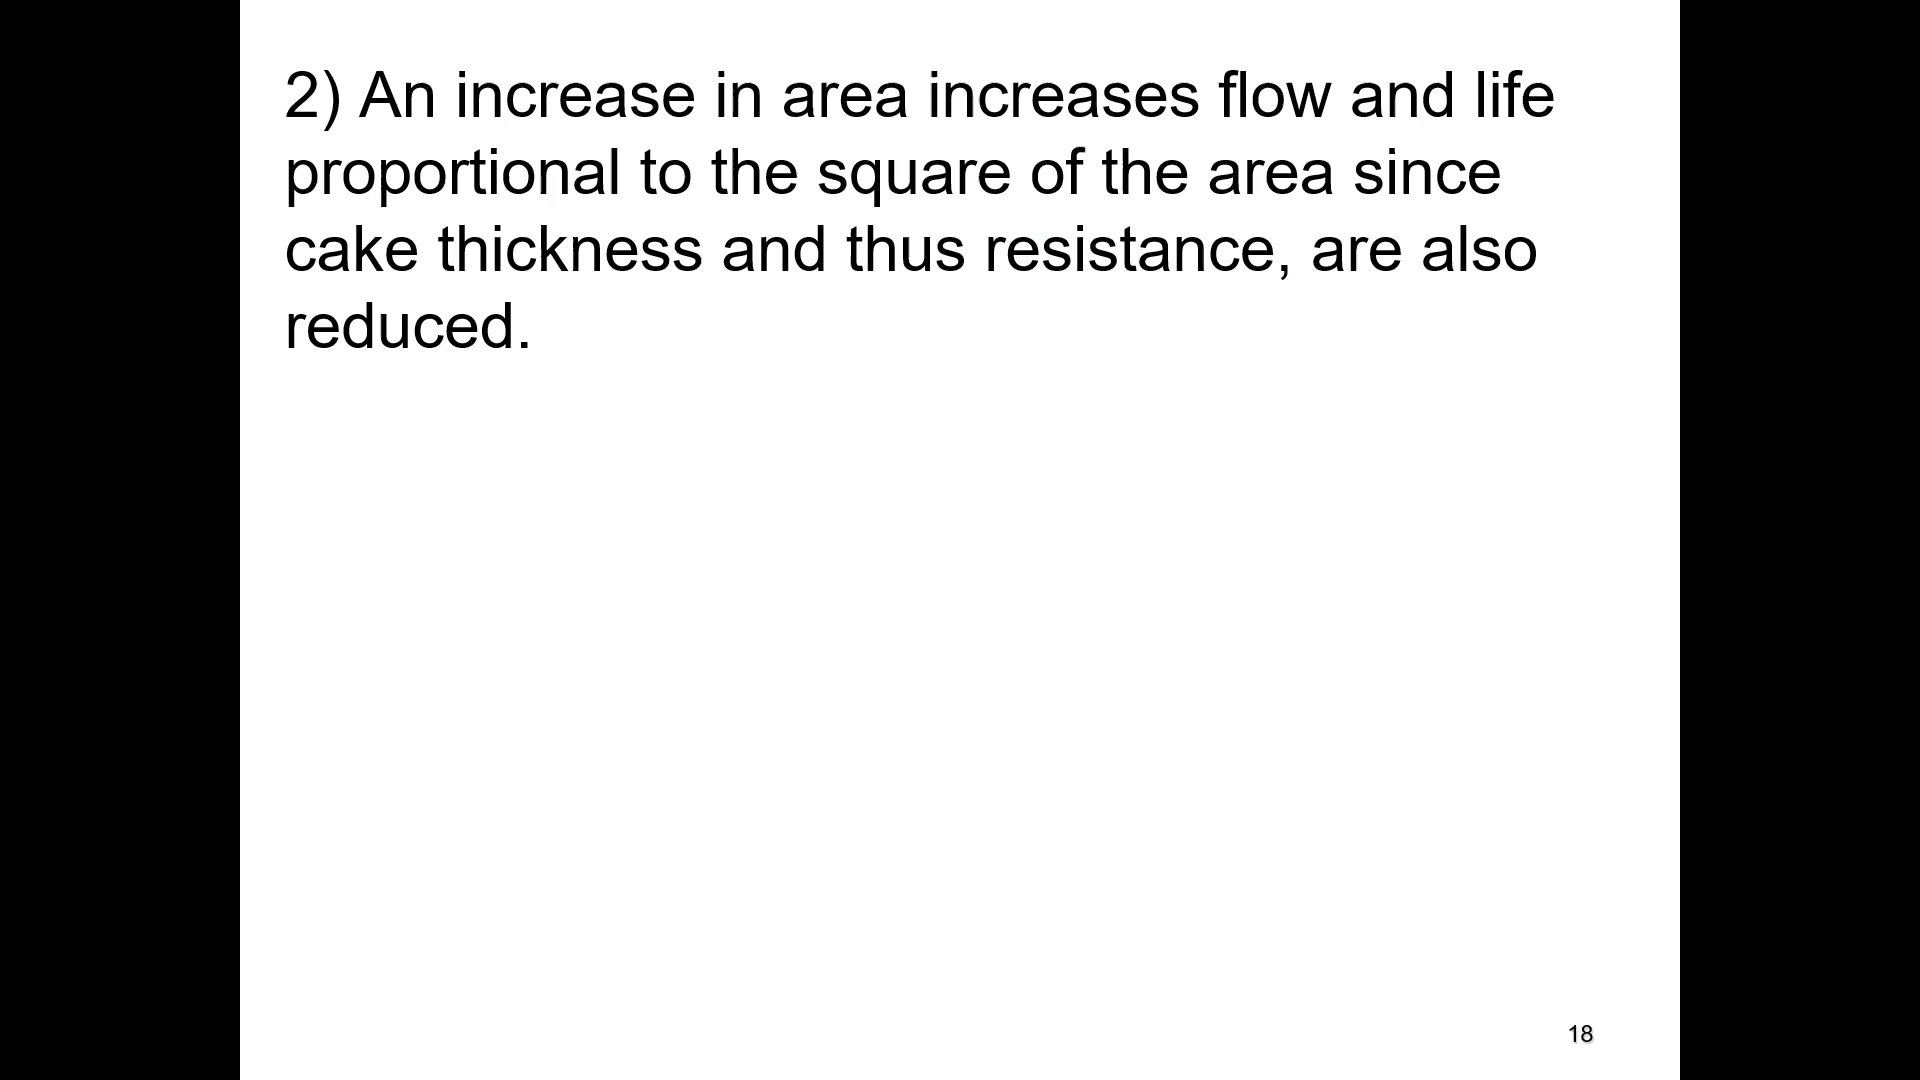 2) An increase in area increases flow and life
proportional to the square of the area since
cake thickness and thus resistance, are also
reduced.
18